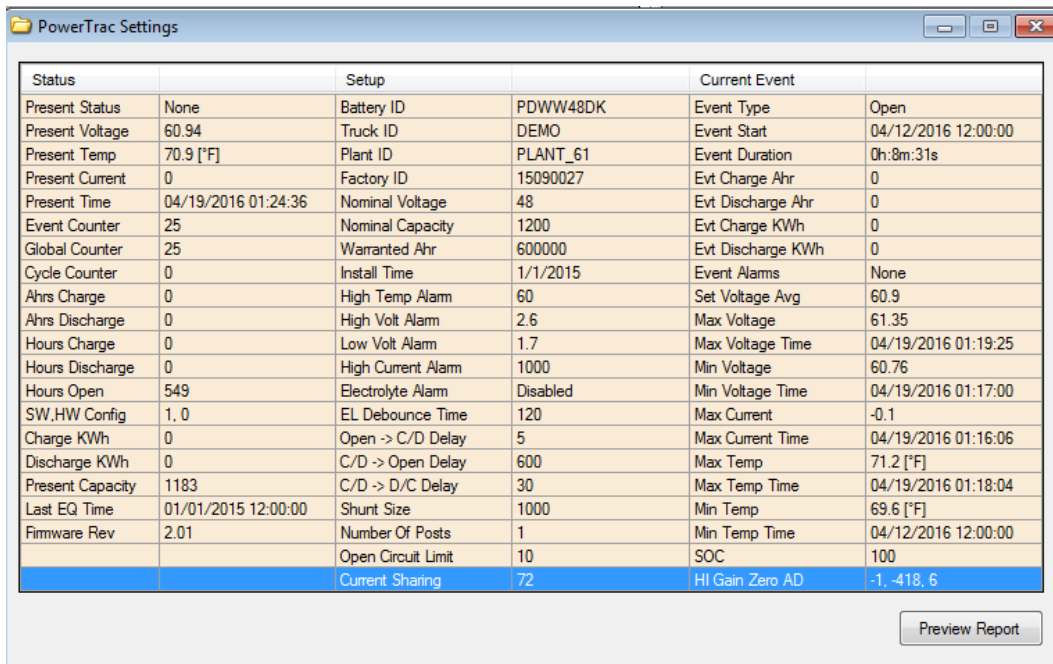 PowerTrac Settings
Status Setup Current Event
Present Status None Battery ID PDWW48DK Event Type Open
Present Voltage 60.94 Truck ID DEMO Event Start 04/12/2016 12:00:00
Present Temp 70.9 [°F] Plant ID PLANT_61 Event Duration 0h:8m:31s
Present Current 0 Factory ID 15090027 Evt Charge Ahr 0
Present Time 04/19/2016 01:24:36 Nominal Voltage 48 Evt Discharge Ahr 0
Event Counter 25 Nominal Capacity 1200 Evt Charge KWh 0
Global Counter 25 Warranted Ahr 600000 Evt Discharge KWh 0
Cycle Counter 0 Install Time 1/1/2015 Event Alarms None
Ahrs Charge 0 High Temp Alarm 60 Set Voltage Avg 60.9
Ahrs Discharge 0 High Volt Alarm 2.6 Max Voltage 61.35
Hours Charge 0 Low Volt Alarm 1.7 Max Voltage Time 04/19/2016 01:19:25
Hours Discharge 0 High Current Alarm 1000 Min Voltage 60.76
Hours Open 549 Electrolyte Alarm Disabled Min Voltage Time 04/19/2016 01:17:00
SW,HW Config 1, 0 EL Debounce Time 120 Max Current -0.1
Charge KWh 0 Open -> C/D Delay 5 Max Current Time 04/19/2016 01:16:06
Discharge KWh 0 C/D -> Open Delay 600 Max Temp 71.2 [°F]
Present Capacity 1183 C/D -> D/C Delay 30 Max Temp Time 04/19/2016 01:18:04
Last EQ Time 01/01/2015 12:00:00 Shunt Size 1000 Min Temp 69.6 [°F]
Firmware Rev 2.01 Number Of Posts 1 Min Temp Time 04/12/2016 12:00:00
Open Circuit Limit 10 SOC 100
Current Sharing 72 HI Gain Zero AD -1, -418, 6
Preview Report